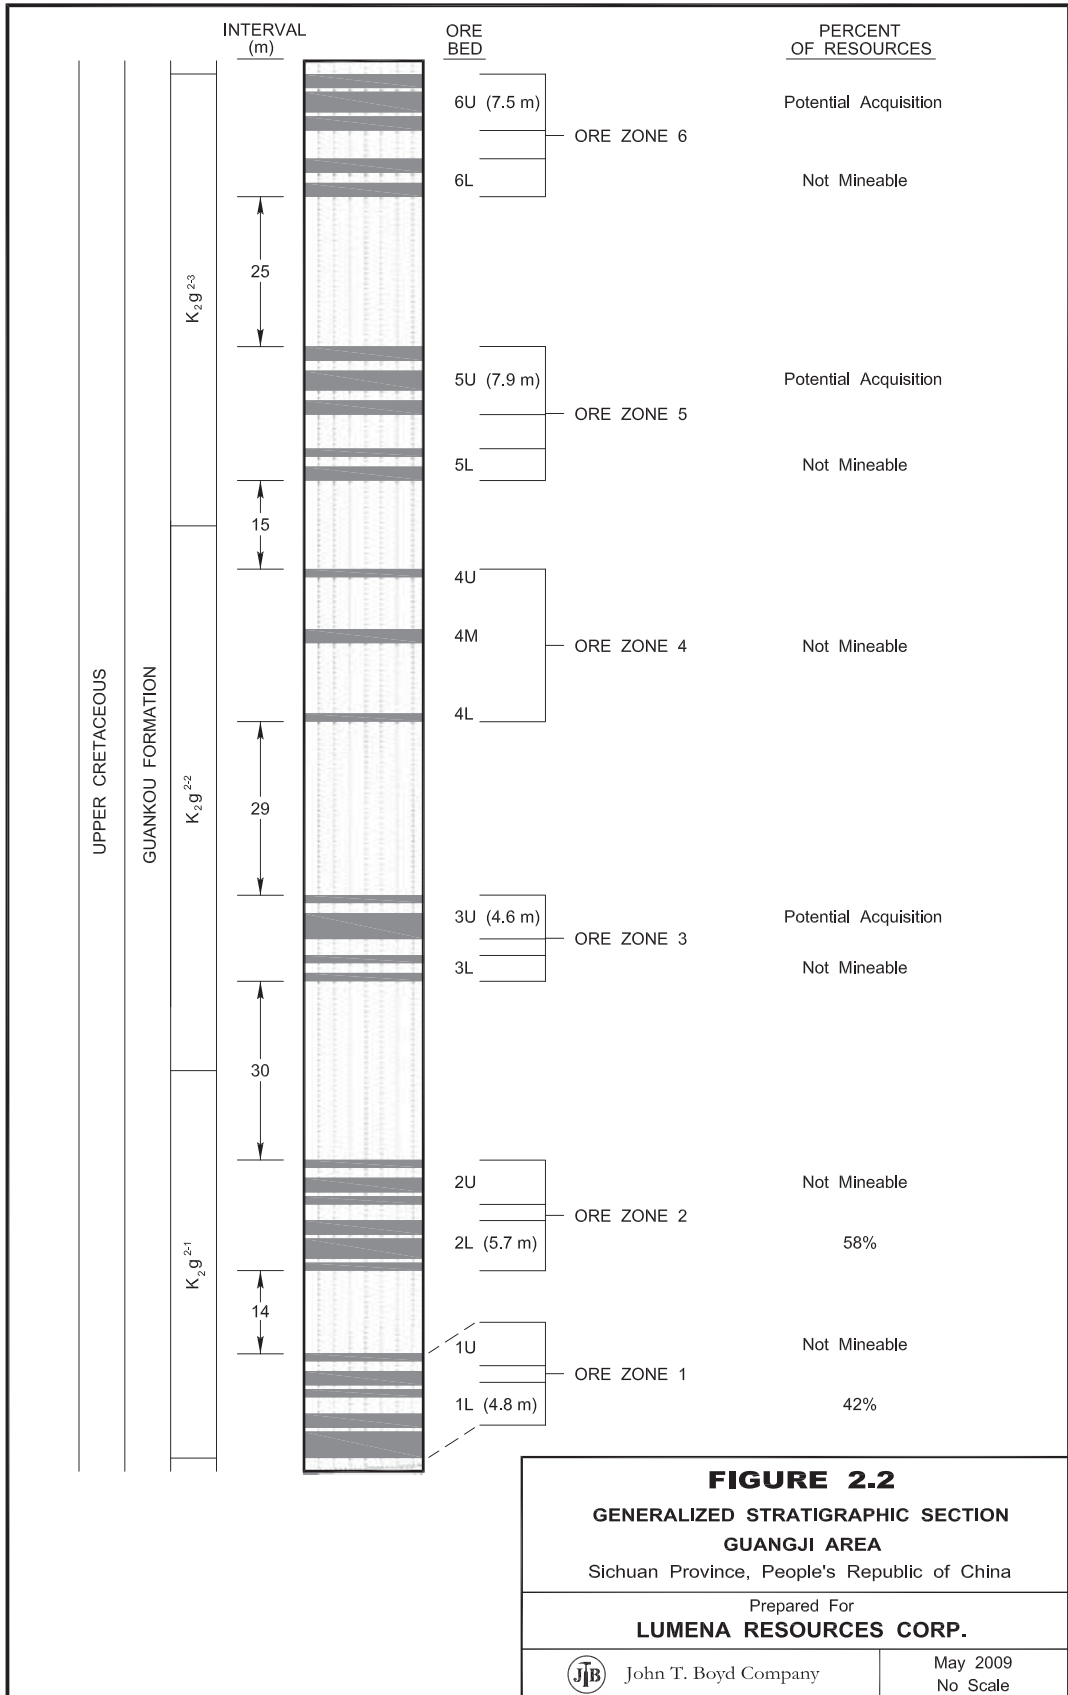 INTERVAL
(m)
ORE
BED
PERCENT
OF RESOURCES
6U (7.5 m)
Potential Acquisition
ORE ZONE 6
6L
Not Mineable
25
K₂g²⁻³
5U (7.9 m)
Potential Acquisition
ORE ZONE 5
5L
Not Mineable
15
4U
4M
ORE ZONE 4
Not Mineable
4L
UPPER CRETACEOUS
GUANKOU FORMATION
K₂g²⁻²
29
3U (4.6 m)
Potential Acquisition
ORE ZONE 3
3L
Not Mineable
30
2U
Not Mineable
ORE ZONE 2
2L (5.7 m)
58%
K₂g²⁻¹
14
1U
Not Mineable
ORE ZONE 1
1L (4.8 m)
42%
FIGURE 2.2
GENERALIZED STRATIGRAPHIC SECTION
GUANGJI AREA
Sichuan Province, People's Republic of China
Prepared For
LUMENA RESOURCES CORP.
JTB
John T. Boyd Company
May 2009
No Scale